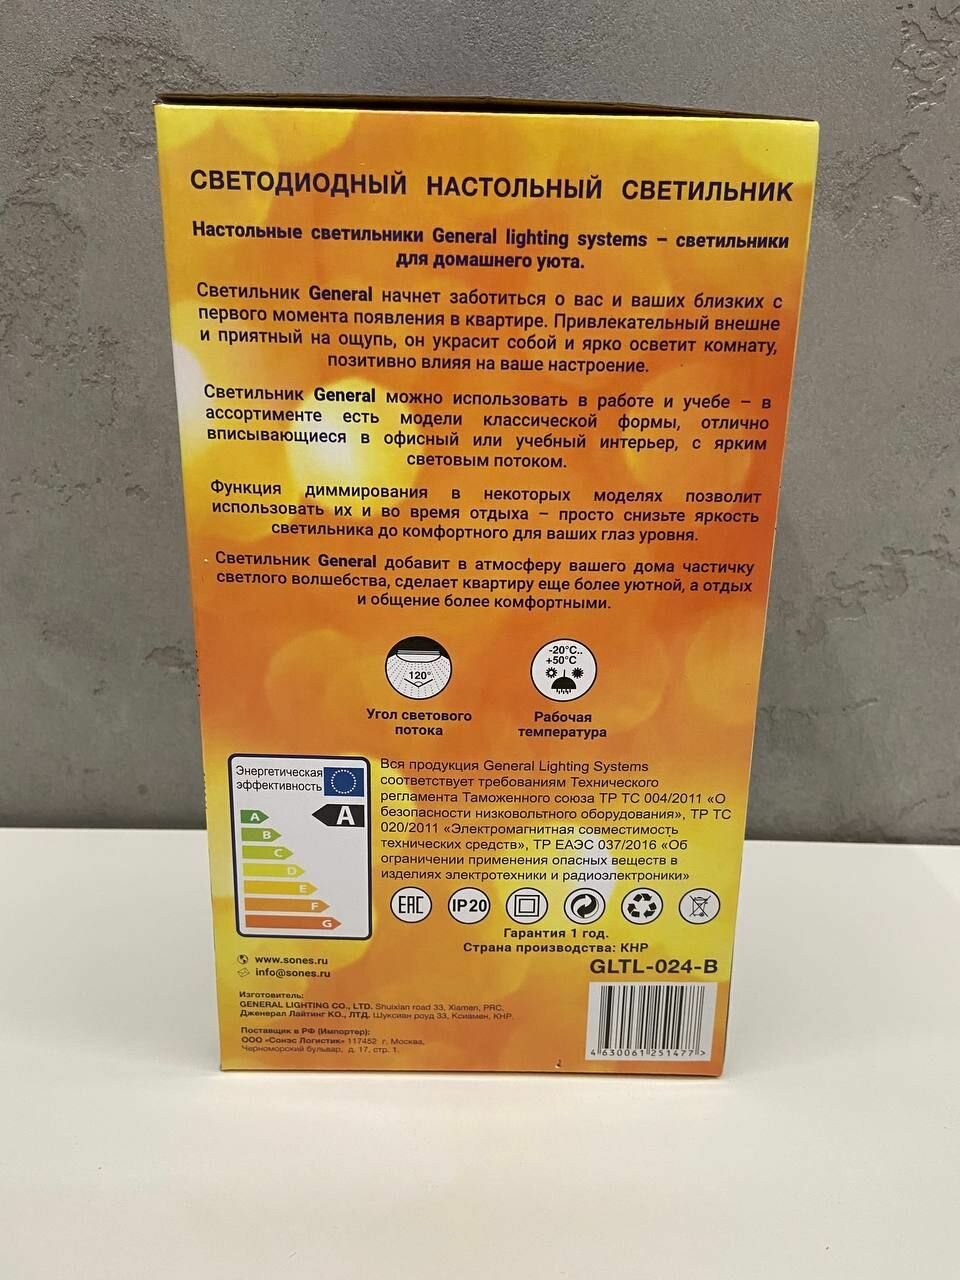 СВЕТОДИОДНЫЙ НАСТОЛЬНЫЙ СВЕТИЛЬНИК
Настольные светильники General lighting systems – светильники
для домашнего уюта.
Светильник General начнет заботиться о вас и ваших близких с
первого момента появления в квартире. Привлекательный внешне
и приятный на ощупь, он украсит собой и ярко осветит комнату,
позитивно влияя на ваше настроение.
Светильник General можно использовать в работе и учебе – в
ассортименте есть модели классической формы, отлично
вписывающиеся в офисный или учебный интерьер, с ярким
световым потоком.
Функция диммирования в некоторых моделях позволит
использовать их и во время отдыха – просто снизьте яркость
светильника до комфортного для ваших глаз уровня.
Светильник General добавит в атмосферу вашего дома частичку
светлого волшебства, сделает квартиру еще более уютной, а отдых
и общение более комфортными.
120°
Угол светового
потока
-20°C..
+50°C
Рабочая
температура
Энергетическая
эффективность
A
A
B
C
D
E
F
G
Вся продукция General Lighting Systems
соответствует требованиям Технического
регламента Таможенного союза ТР ТС 004/2011 «О
безопасности низковольтного оборудования», ТР ТС
020/2011 «Электромагнитная совместимость
технических средств», ТР ЕАЭС 037/2016 «Об
ограничении применения опасных веществ в
изделиях электротехники и радиоэлектроники»
EAC IP20
Гарантия 1 год.
Страна производства: КНР
GLTL-024-B
www.sones.ru
info@sones.ru
Изготовитель:
GENERAL LIGHTING CO., LTD. Shuixian road 33, Xiamen, PRC.
Дженерал Лайтинг КО., ЛТД. Шуксиан роуд 33, Ксиамен, КНР.
Поставщик в РФ (Импортер):
ООО «Сонэс Логистик» 117452 г. Москва,
Черноморский бульвар, д. 17, стр. 1.
4 630061 251477 >